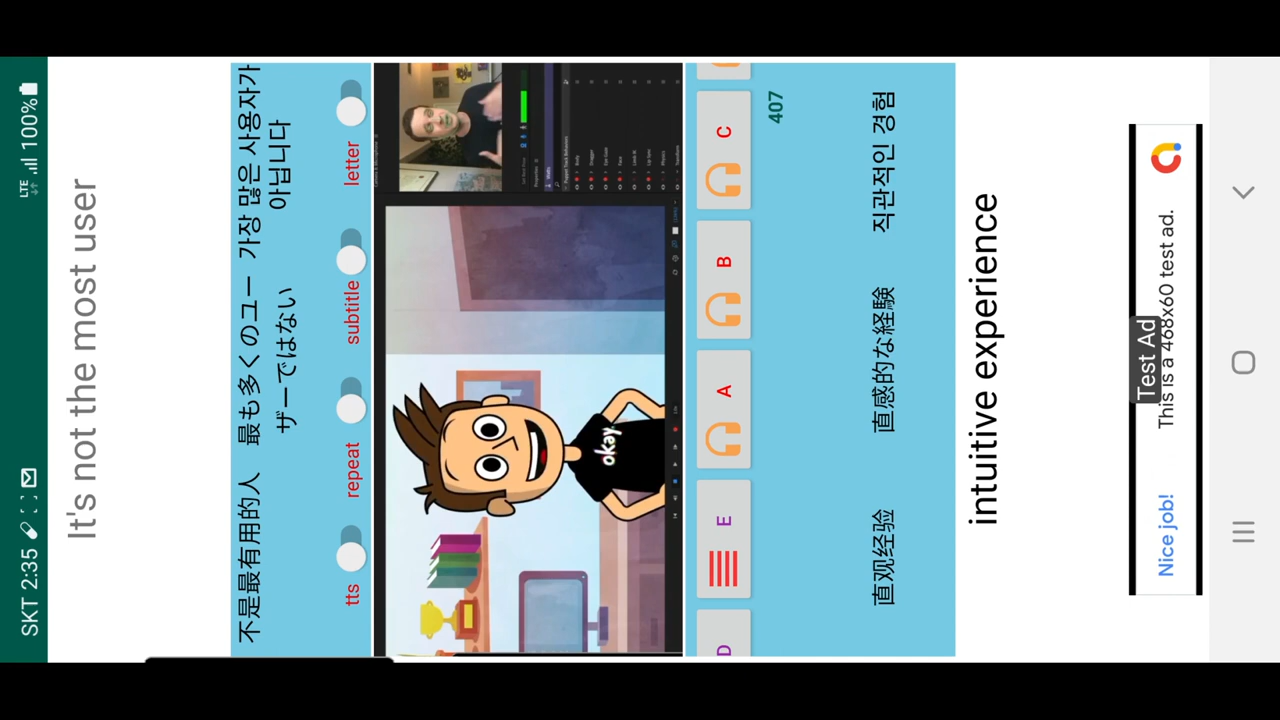 SKT 2:35
LTE
100%
It's not the most user
不是最有用的人
最も多くのユー
ザーではない
가장 많은 사용자가
아닙니다
tts
repeat
subtitle
letter
okay
D
E
A
B
C
407
直观经验
直感的な経験
직관적인 경험
intuitive experience
Test Ad
Nice job!
This is a 468x60 test ad.